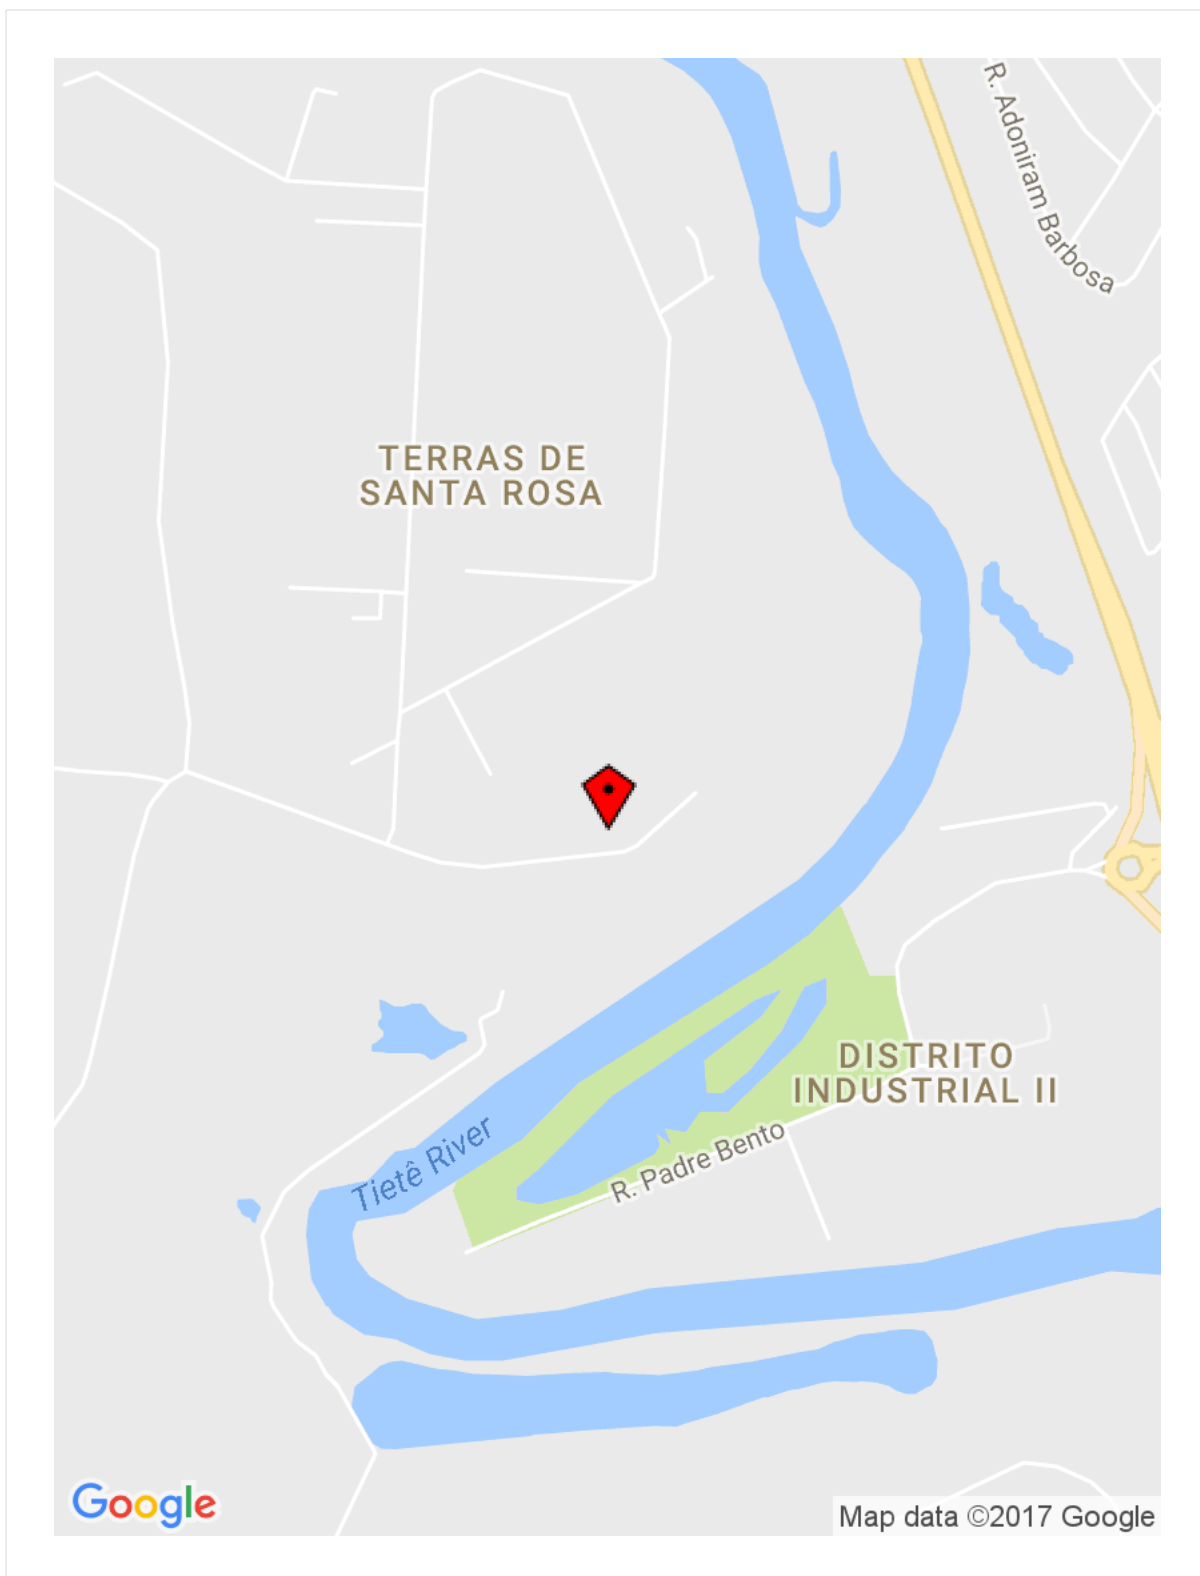 R. Adoniram Barbosa
TERRAS DE
SANTA ROSA
DISTRITO
INDUSTRIAL II
Tietê River
R. Padre Bento
Google
Map data ©2017 Google